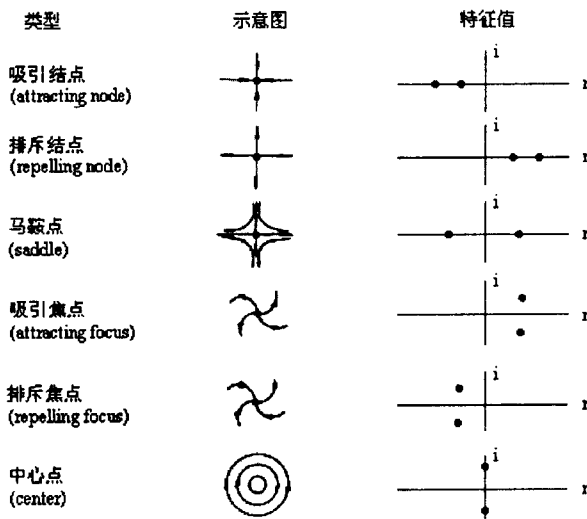 类型 示意图 特征值
吸引结点
(attracting node)
i
r
排斥结点
(repelling node)
i
r
马鞍点
(saddle)
i
r
吸引焦点
(attracting focus)
i
r
排斥焦点
(repelling focus)
i
r
中心点
(center)
i
r